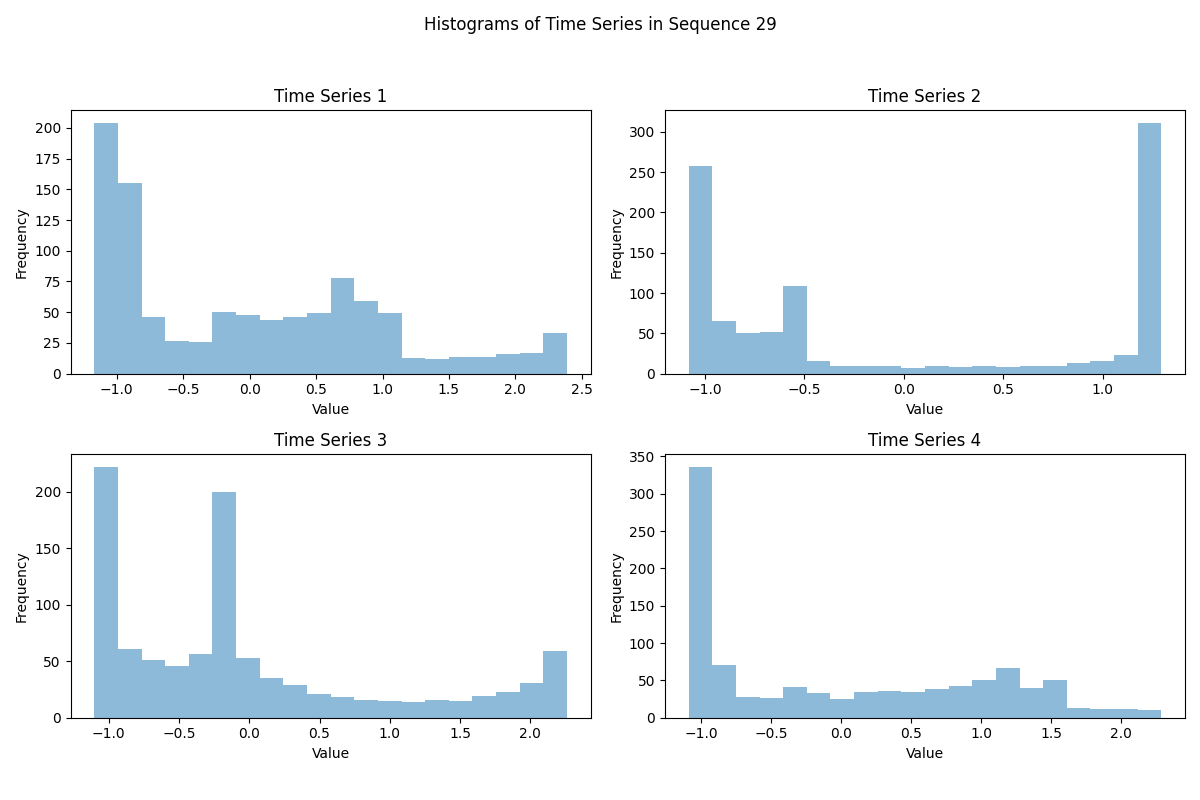 Histograms of Time Series in Sequence 29
Time Series 1
200
175
150
125
100
75
50
25
0
Frequency
−1.0 −0.5 0.0 0.5 1.0 1.5 2.0 2.5
Value
Time Series 2
300
250
200
150
100
50
0
Frequency
−1.0 −0.5 0.0 0.5 1.0
Value
Time Series 3
200
150
100
50
0
Frequency
−1.0 −0.5 0.0 0.5 1.0 1.5 2.0
Value
Time Series 4
350
300
250
200
150
100
50
0
Frequency
−1.0 −0.5 0.0 0.5 1.0 1.5 2.0
Value